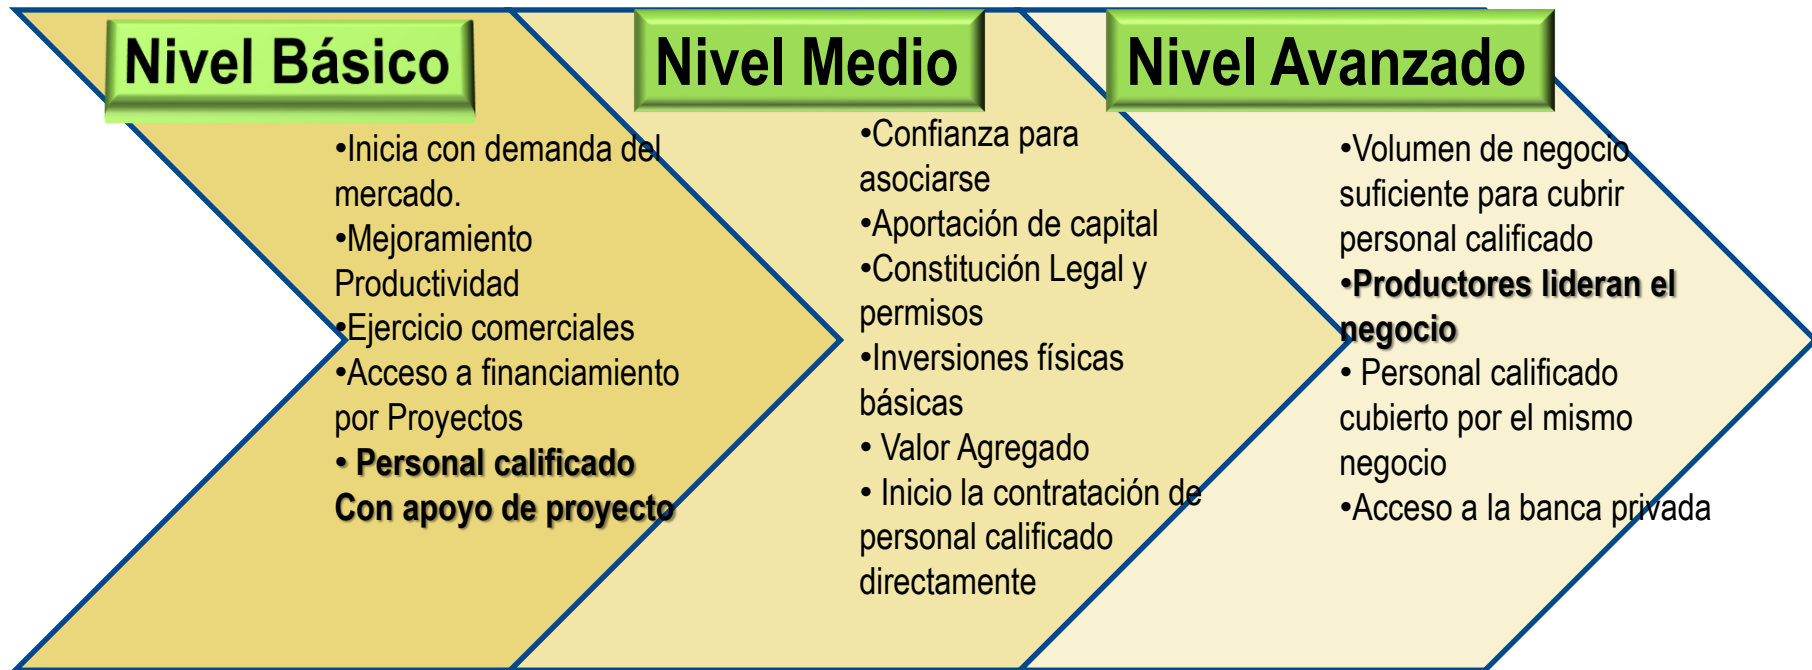 Nivel Básico
•Inicia con demanda del
mercado.
•Mejoramiento
Productividad
•Ejercicio comerciales
•Acceso a financiamiento
por Proyectos
• Personal calificado
Con apoyo de proyecto
Nivel Medio
•Confianza para
asociarse
•Aportación de capital
•Constitución Legal y
permisos
•Inversiones físicas
básicas
• Valor Agregado
• Inicio la contratación de
personal calificado
directamente
Nivel Avanzado
•Volumen de negocio
suficiente para cubrir
personal calificado
•Productores lideran el
negocio
• Personal calificado
cubierto por el mismo
negocio
•Acceso a la banca privada